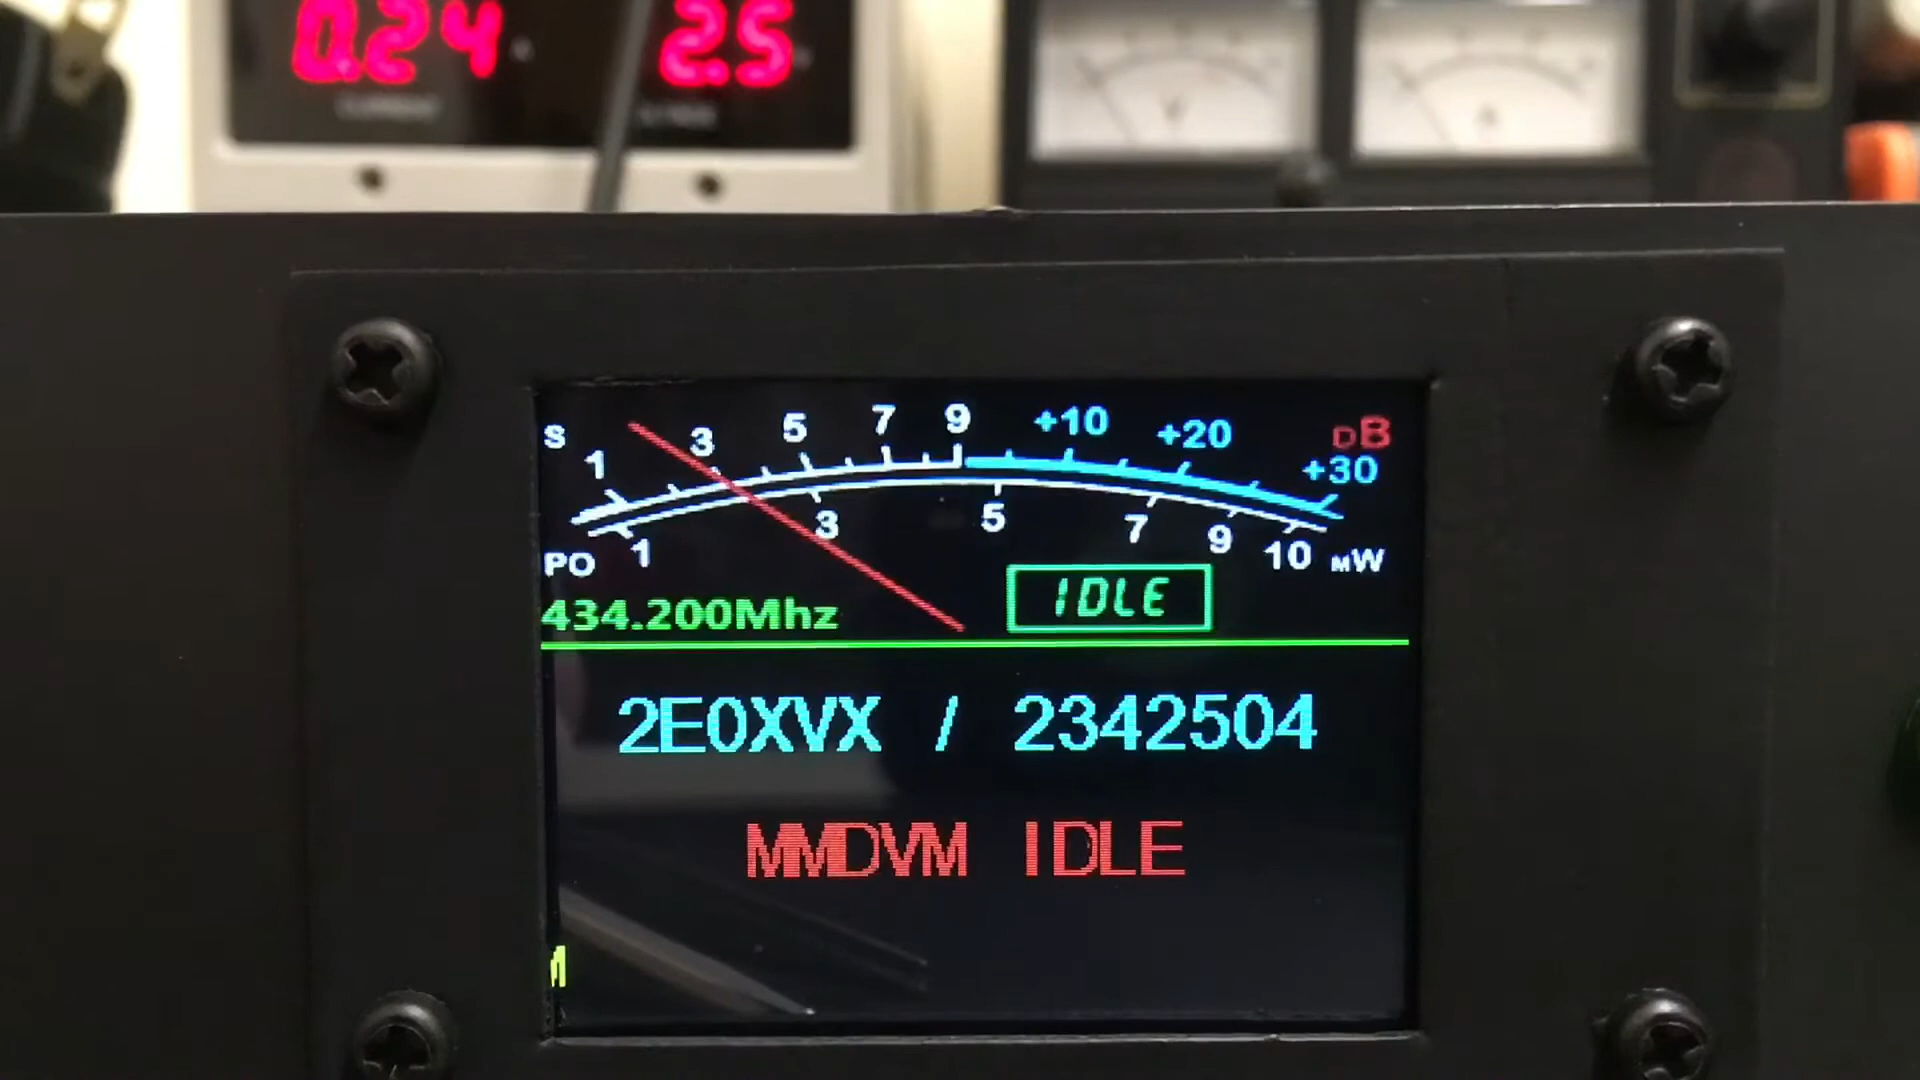 0.24 2.5
CURRENT
V A
S 1 3 5 7 9 +10 +20 +30 DB
PO 1 3 5 7 9 10 MW
434.200Mhz IDLE
2E0XVX / 2342504
MMDVM IDLE
M